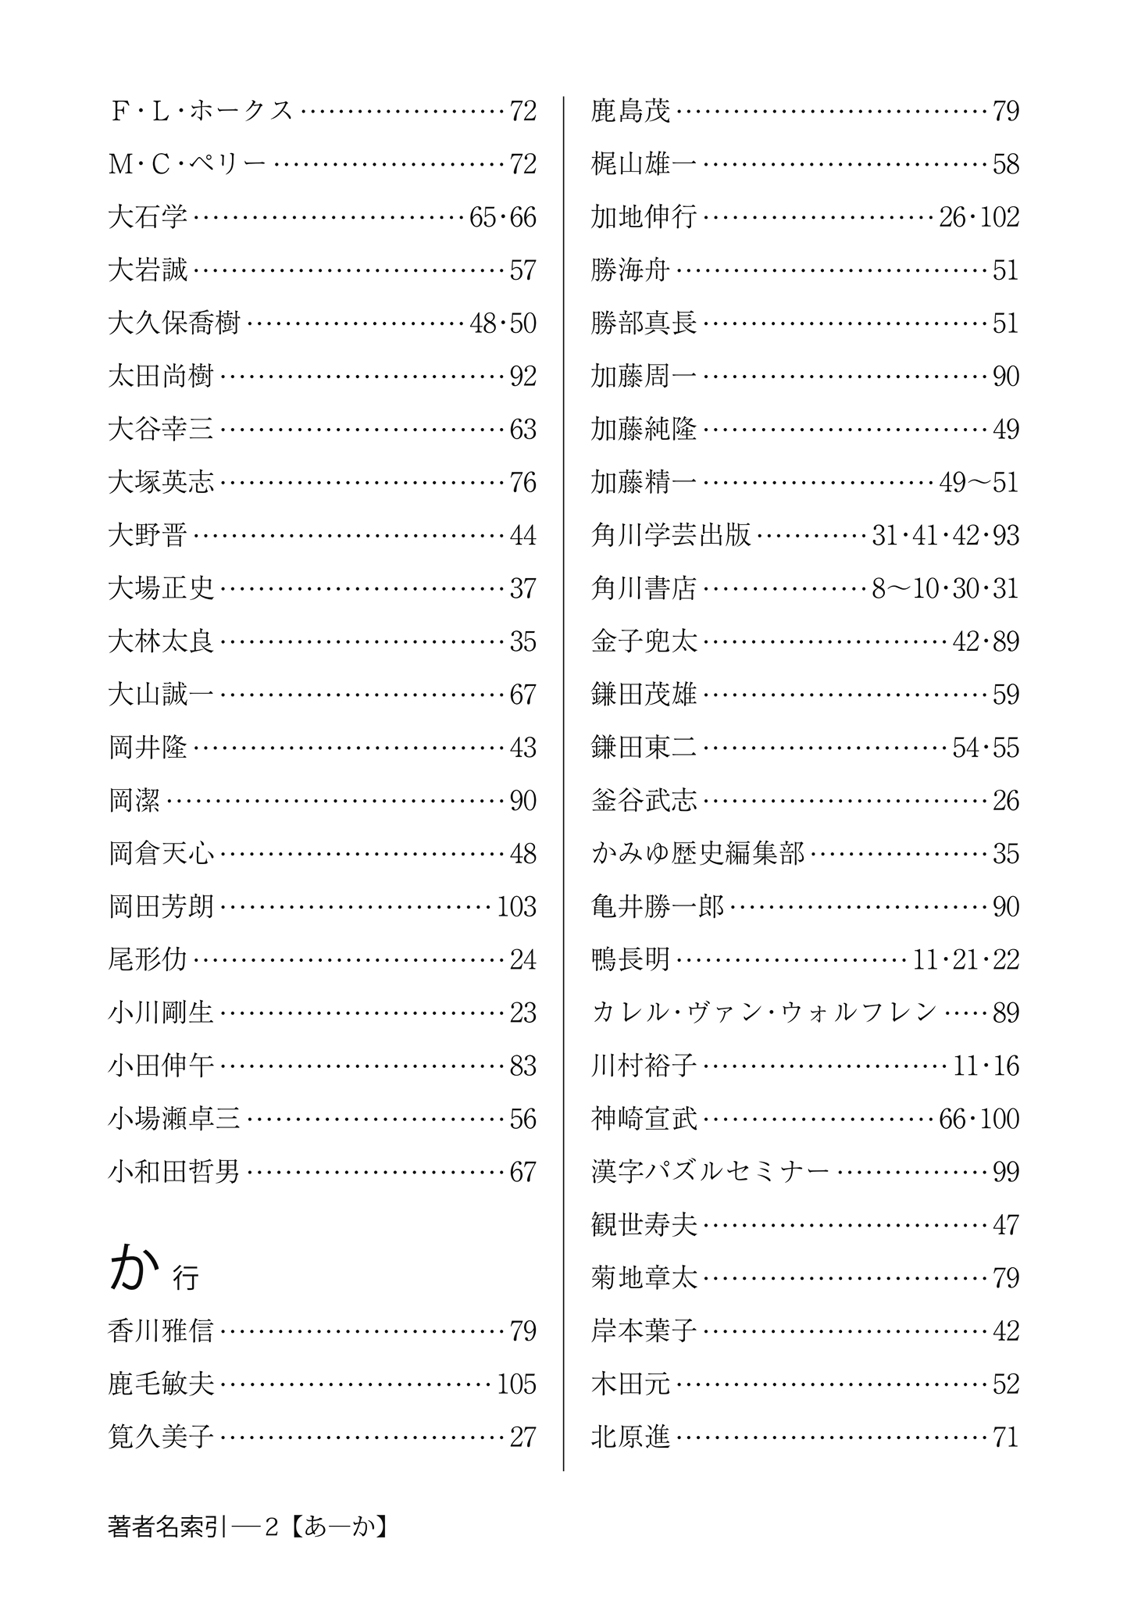 F・L・ホークス……………………72
M・C・ペリー……………………72
大石学……………………65・66
大岩誠……………………57
大久保喬樹……………………48・50
太田尚樹……………………92
大谷幸三……………………63
大塚英志……………………76
大野晋……………………44
大場正史……………………37
大林太良……………………35
大山誠一……………………67
岡井隆……………………43
岡潔……………………90
岡倉天心……………………48
岡田芳朗……………………103
尾形仂……………………24
小川剛生……………………23
小田伸午……………………83
小場瀬卓三……………………56
小和田哲男……………………67
か行
香川雅信……………………79
鹿毛敏夫……………………105
筧久美子……………………27
鹿島茂……………………79
梶山雄一……………………58
加地伸行……………………26・102
勝海舟……………………51
勝部真長……………………51
加藤周一……………………90
加藤純隆……………………49
加藤精一……………………49〜51
角川学芸出版…………31・41・42・93
角川書店………………8〜10・30・31
金子兜太……………………42・89
鎌田茂雄……………………59
鎌田東二……………………54・55
釜谷武志……………………26
かみゆ歴史編集部………………35
亀井勝一郎……………………90
鴨長明……………………11・21・22
カレル・ヴァン・ウォルフレン……89
川村裕子……………………11・16
神崎宣武……………………66・100
漢字パズルセミナー………………99
観世寿夫……………………47
菊地章太……………………79
岸本葉子……………………42
木田元……………………52
北原進……………………71
著者名索引―2【あ―か】